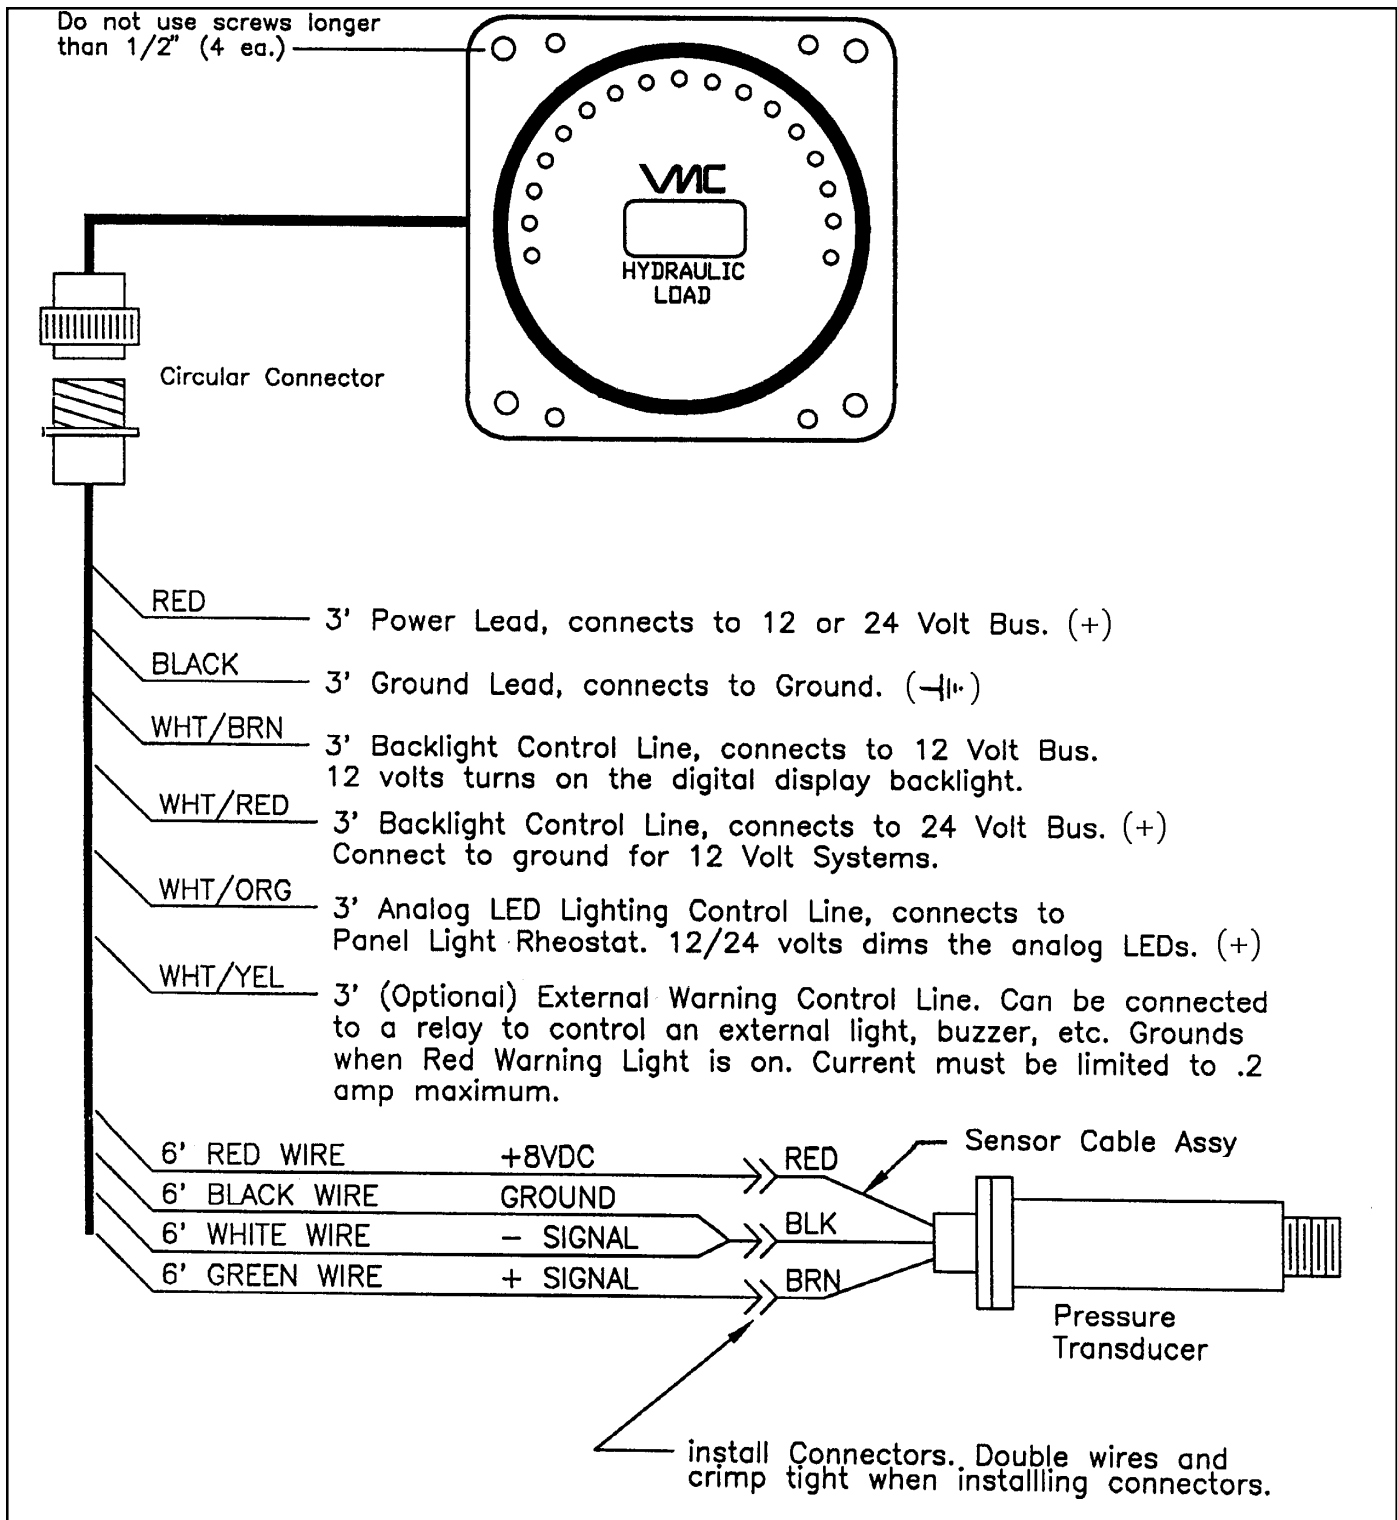 Do not use screws longer
than 1/2" (4 ea.)
VMC
HYDRAULIC
LOAD
Circular Connector
RED
3' Power Lead, connects to 12 or 24 Volt Bus. (+)
BLACK
3' Ground Lead, connects to Ground. ( )
WHT/BRN
3' Backlight Control Line, connects to 12 Volt Bus.
12 volts turns on the digital display backlight.
WHT/RED
3' Backlight Control Line, connects to 24 Volt Bus. (+)
Connect to ground for 12 Volt Systems.
WHT/ORG
3' Analog LED Lighting Control Line, connects to
Panel Light Rheostat. 12/24 volts dims the analog LEDs. (+)
WHT/YEL
3' (Optional) External Warning Control Line. Can be connected
to a relay to control an external light, buzzer, etc. Grounds
when Red Warning Light is on. Current must be limited to .2
amp maximum.
Sensor Cable Assy
6' RED WIRE +8VDC RED
6' BLACK WIRE GROUND
BLK
6' WHITE WIRE - SIGNAL
6' GREEN WIRE + SIGNAL BRN
Pressure
Transducer
install Connectors. Double wires and
crimp tight when installling connectors.